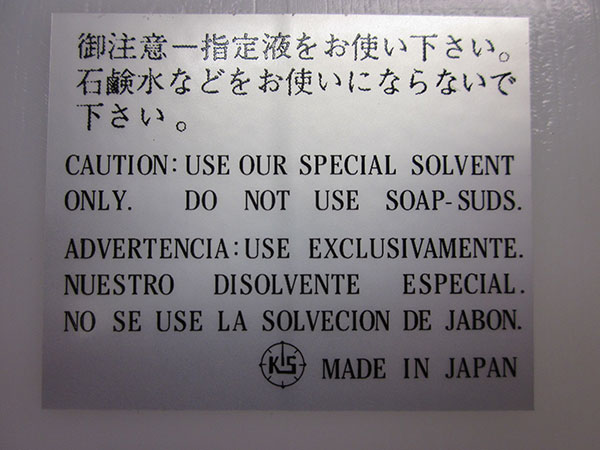 御注意ー指定液をお使い下さい。
石鹸水などをお使いにならないで
下さい。
CAUTION: USE OUR SPECIAL SOLVENT
ONLY. DO NOT USE SOAP-SUDS.
ADVERTENCIA: USE EXCLUSIVAMENTE.
NUESTRO DISOLVENTE ESPECIAL.
NO SE USE LA SOLVECION DE JABON.
KS MADE IN JAPAN